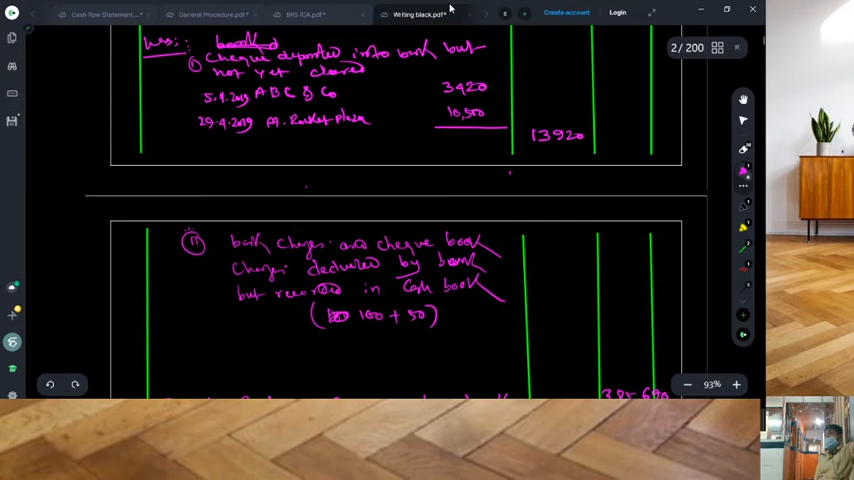 Cash Flow Statement....*
General Procedure.pdf*
BRS ICA.pdf*
Writing black.pdf*
5
Create account
Login
2 / 200
Less:
(i) Cheque deposited into bank but
not yet cleared
5.4.2019 A B C & Co 3420
29.4.2019 M. Rocket plaza 10,500
13920
(ii) bank charges and cheque book
charges deducted by bank
but recorded in Cash book
( 100 + 50 )
93%